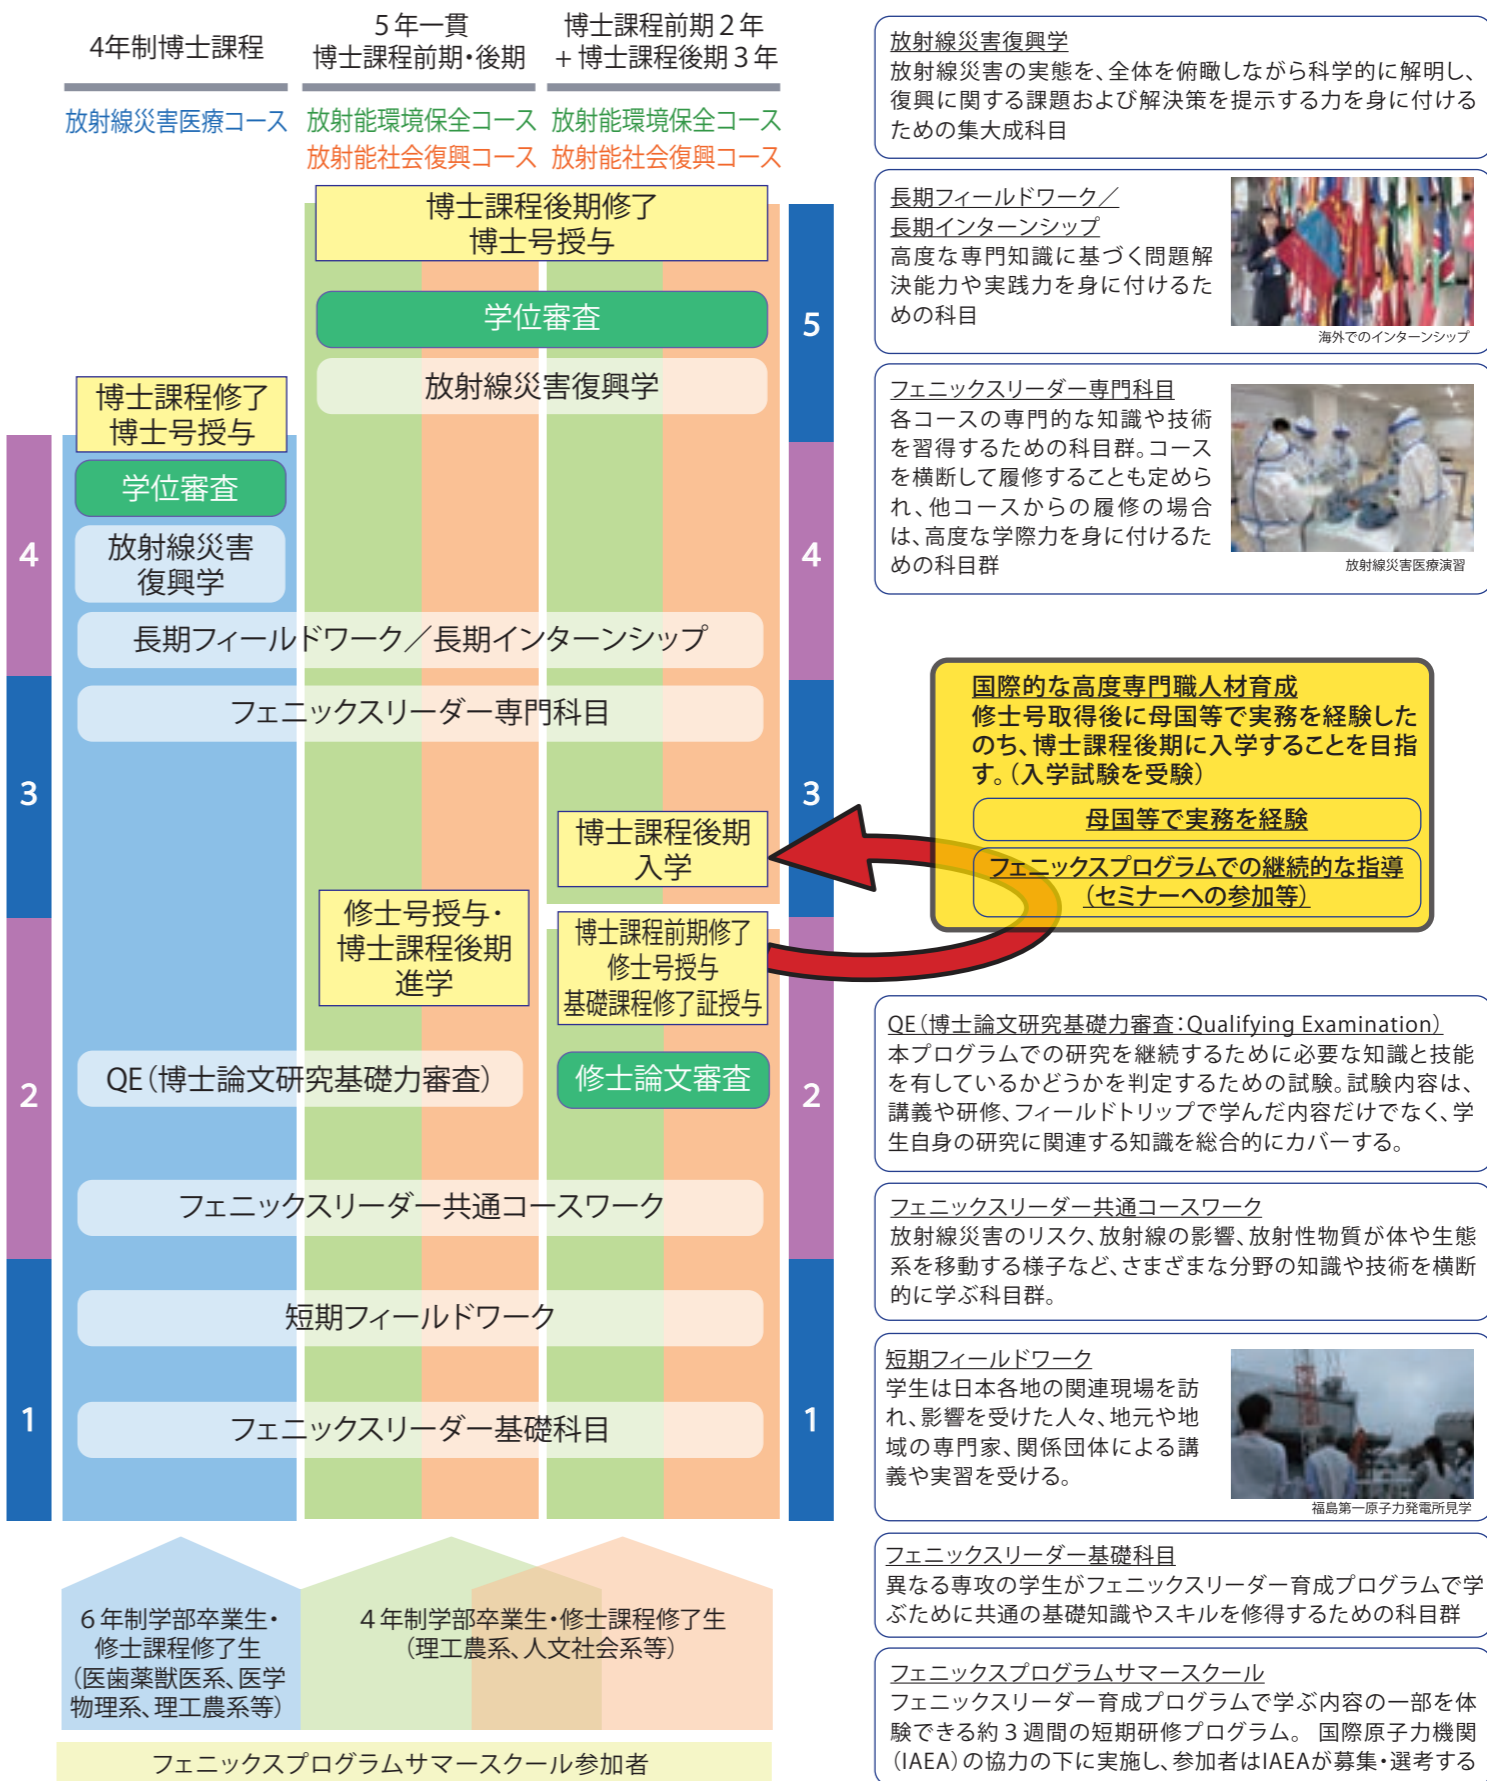 4年制博士課程
5年一貫
博士課程前期・後期
博士課程前期2年
+博士課程後期3年
放射線災害医療コース
放射能環境保全コース
放射能社会復興コース
放射能環境保全コース
放射能社会復興コース
博士課程後期修了
博士号授与
学位審査
放射線災害復興学
5
博士課程修了
博士号授与
学位審査
放射線災害
復興学
4
4
長期フィールドワーク／長期インターンシップ
フェニックスリーダー専門科目
3
3
博士課程後期
入学
修士号授与・
博士課程後期
進学
博士課程前期修了
修士号授与
基礎課程修了証授与
QE（博士論文研究基礎力審査）
修士論文審査
2
2
フェニックスリーダー共通コースワーク
短期フィールドワーク
1
1
フェニックスリーダー基礎科目
6年制学部卒業生・
修士課程修了生
（医歯薬獣医系、医学
物理系、理工農系等）
4年制学部卒業生・修士課程修了生
（理工農系、人文社会系等）
フェニックスプログラムサマースクール参加者
放射線災害復興学
放射線災害の実態を、全体を俯瞰しながら科学的に解明し、
復興に関する課題および解決策を提示する力を身に付ける
ための集大成科目
長期フィールドワーク／
長期インターンシップ
高度な専門知識に基づく問題解
決能力や実践力を身に付けるた
めの科目
海外でのインターンシップ
フェニックスリーダー専門科目
各コースの専門的な知識や技術
を習得するための科目群。コース
を横断して履修することも定めら
れ、他コースからの履修の場合
は、高度な学際力を身に付けるた
めの科目群
放射線災害医療演習
国際的な高度専門職人材育成
修士号取得後に母国等で実務を経験した
のち、博士課程後期に入学することを目指
す。（入学試験を受験）
母国等で実務を経験
フェニックスプログラムでの継続的な指導
（セミナーへの参加等）
QE（博士論文研究基礎力審査：Qualifying Examination）
本プログラムでの研究を継続するために必要な知識と技能
を有しているかどうかを判定するための試験。試験内容は、
講義や研修、フィールドトリップで学んだ内容だけでなく、学
生自身の研究に関連する知識を総合的にカバーする。
フェニックスリーダー共通コースワーク
放射線災害のリスク、放射線の影響、放射性物質が体や生態
系を移動する様子など、さまざまな分野の知識や技術を横断
的に学ぶ科目群。
短期フィールドワーク
学生は日本各地の関連現場を訪
れ、影響を受けた人々、地元や地
域の専門家、関係団体による講
義や実習を受ける。
福島第一原子力発電所見学
フェニックスリーダー基礎科目
異なる専攻の学生がフェニックスリーダー育成プログラムで学
ぶために共通の基礎知識やスキルを修得するための科目群
フェニックスプログラムサマースクール
フェニックスリーダー育成プログラムで学ぶ内容の一部を体
験できる約3週間の短期研修プログラム。 国際原子力機関
（IAEA）の協力の下に実施し、参加者はIAEAが募集・選考する